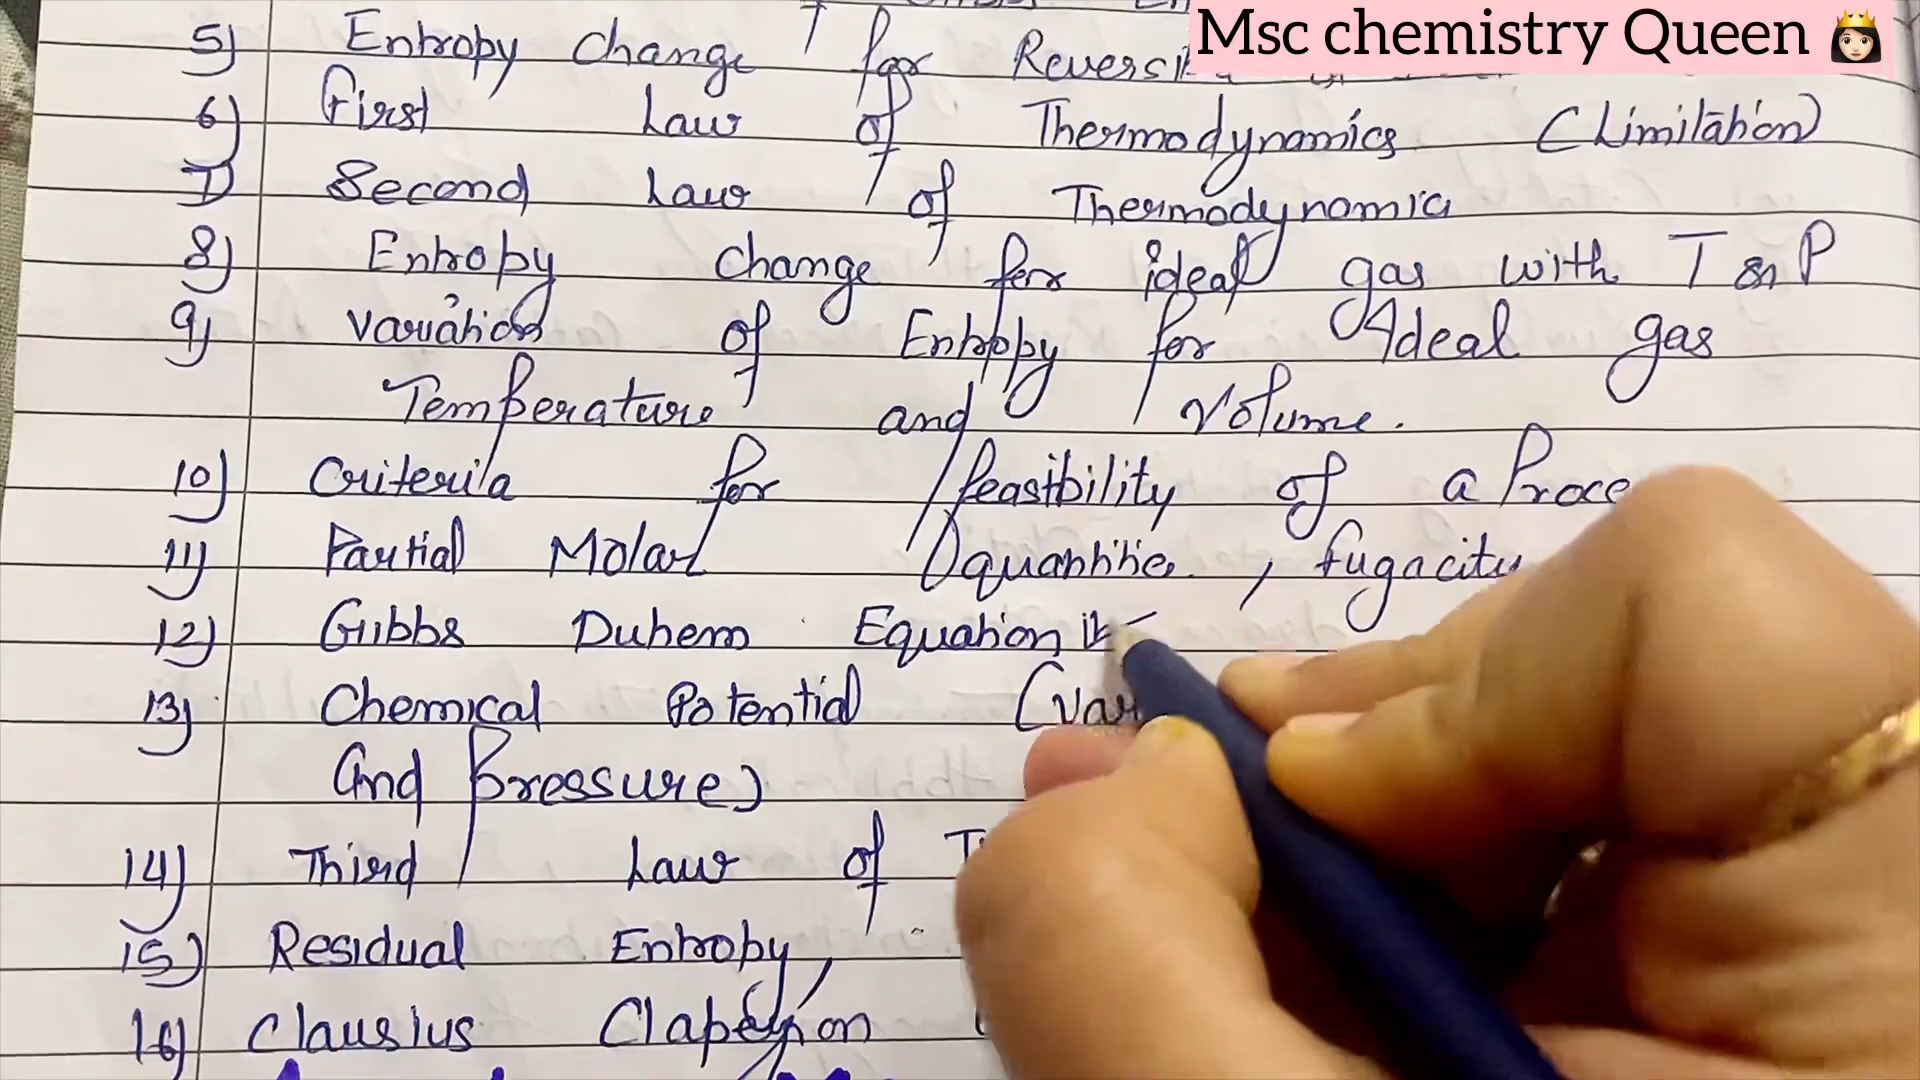 Msc chemistry Queen 👸🏻
5) Entropy change for
6) First Law of Thermodynamics (Limitation)
7) Second Law of Thermodynamic
8) Entropy change for ideal gas with T & P
9) Variation of Entropy for Ideal gas
Temperature and Volume.
10) Criteria for feasibility of a Proce
11) Partial Molar quantities, fugacity
12) Gibbs Duhem Equation
13) Chemical Potential (Var
And Pressure)
14) Third Law of
15) Residual Entropy,
16) Clausius Clapeyron